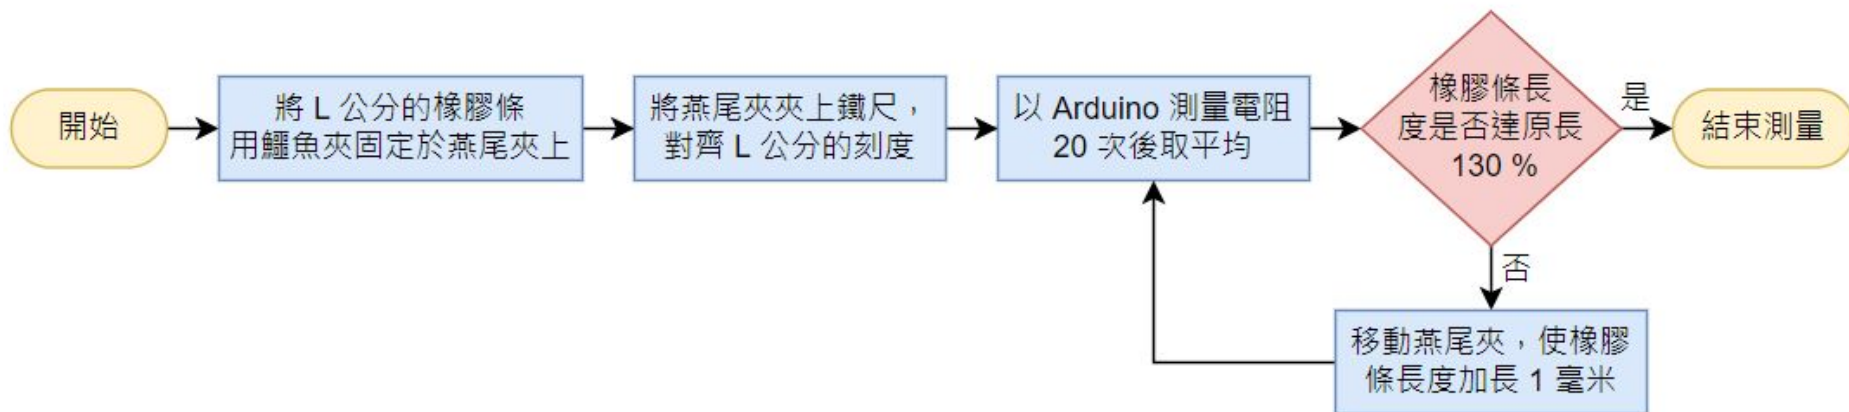 開始
將 L 公分的橡膠條
用鱷魚夾固定於燕尾夾上
將燕尾夾夾上鐵尺，
對齊 L 公分的刻度
以 Arduino 測量電阻
20 次後取平均
橡膠條長
度是否達原長
130 %
是
結束測量
否
移動燕尾夾，使橡膠
條長度加長 1 毫米